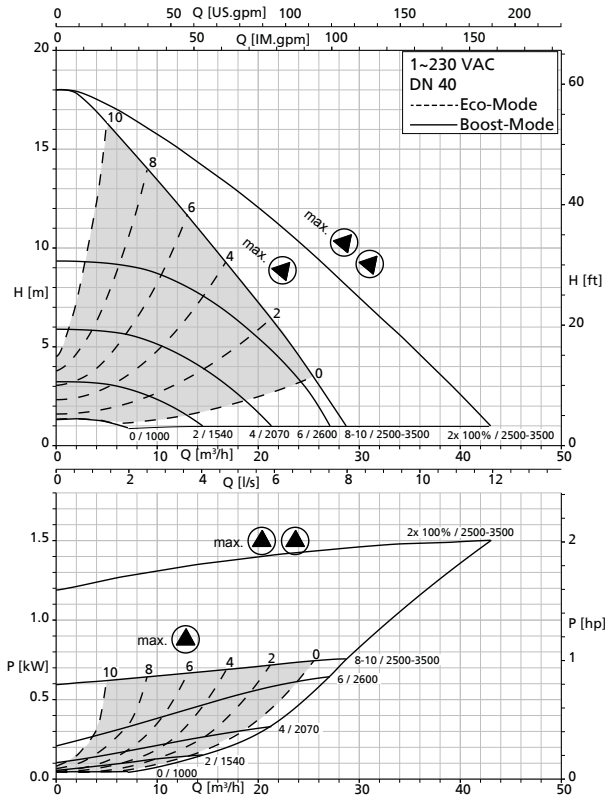 Q [US.gpm]
0 50 100 150 200
Q [IM.gpm]
0 50 100 150
1~230 VAC
DN 40
Eco-Mode
Boost-Mode
20
15
10
H [m]
5
0
60
40
H [ft]
20
0
10
8
6
4
2
0
max.
max.
0 / 1000
2 / 1540
4 / 2070
6 / 2600
8-10 / 2500-3500
2x 100% / 2500-3500
0 10 20 30 40 50
Q [m³/h]
0 2 4 6 8 10 12
Q [l/s]
1.5
1.0
P [kW]
0.5
0.0
2
P [hp]
1
0
max.
2x 100% / 2500-3500
max.
10 8 6 4 2 0
8-10 / 2500-3500
6 / 2600
4 / 2070
2 / 1540
0 / 1000
0 10 20 30 40 50
Q [m³/h]